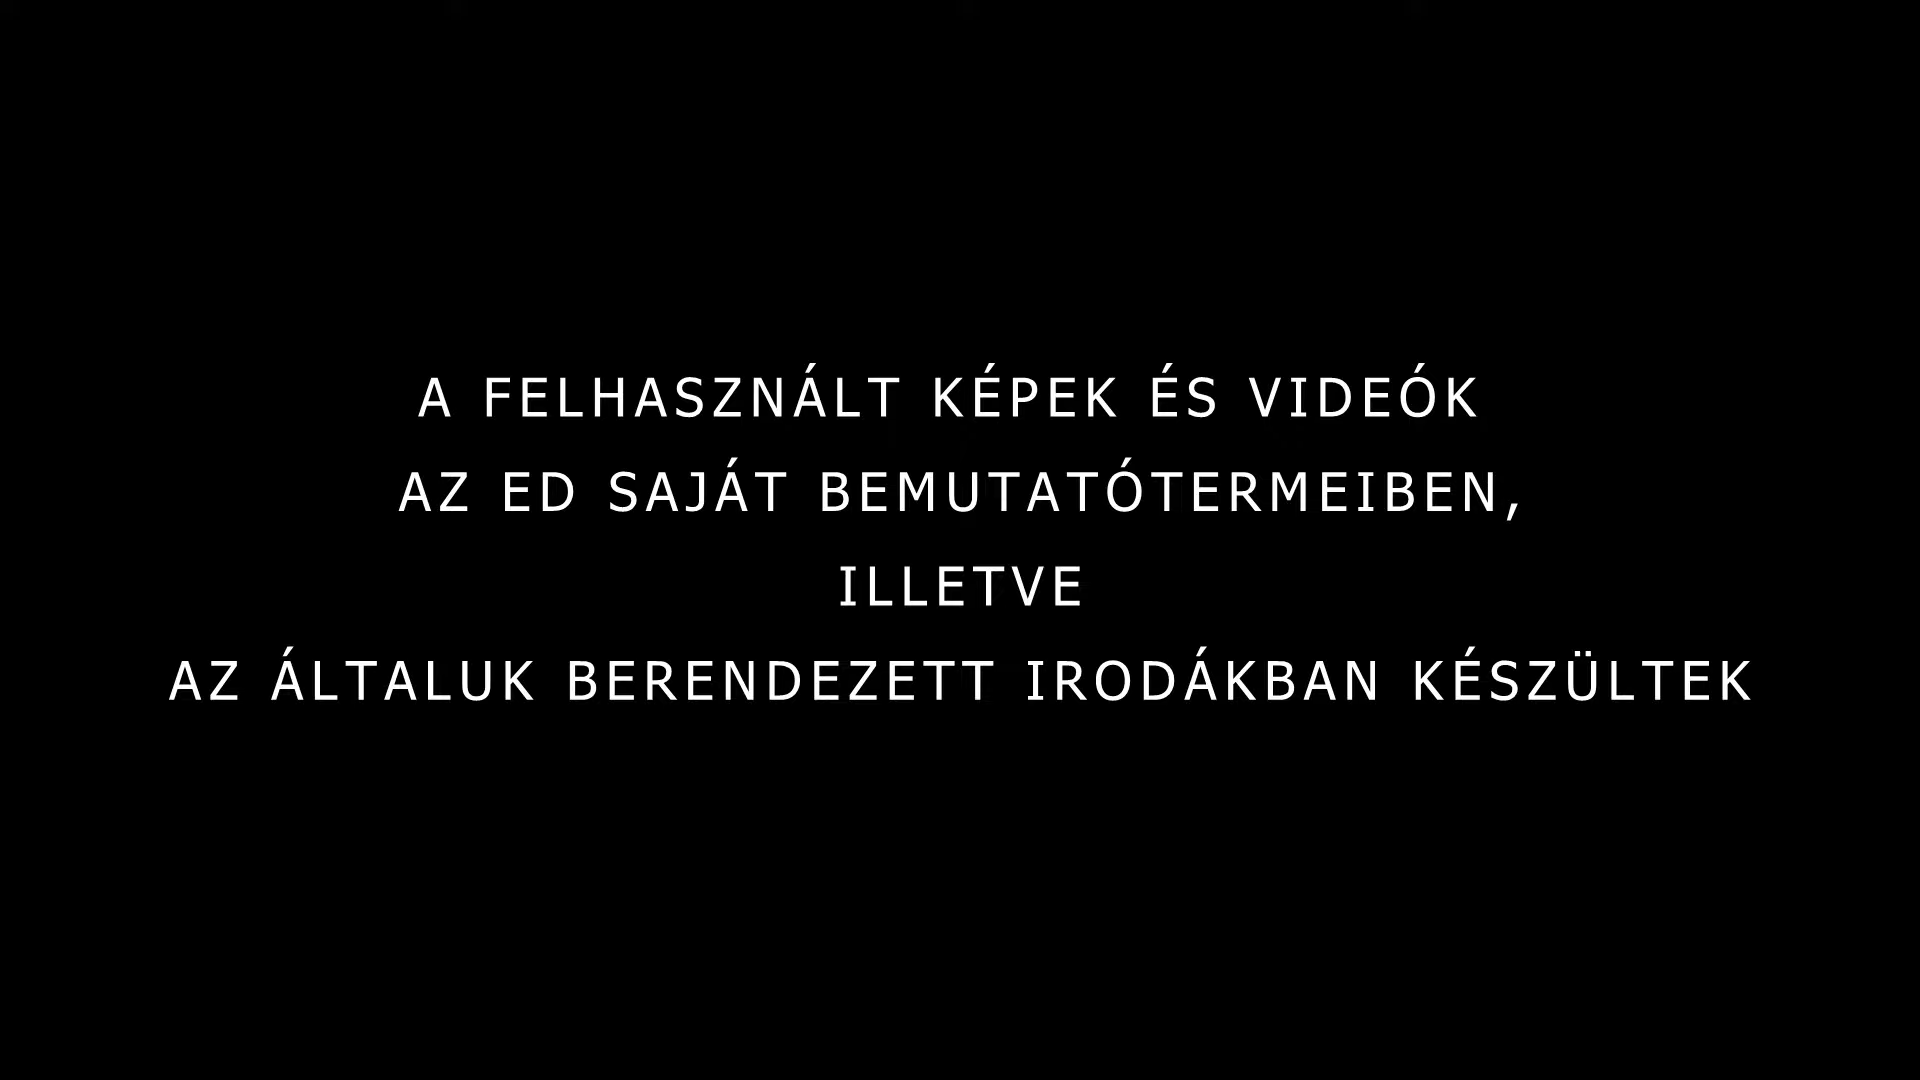 A FELHASZNÁLT KÉPEK ÉS VIDEÓK
AZ ED SAJÁT BEMUTATÓTERMEIBEN,
ILLETVE
AZ ÁLTALUK BERENDEZETT IRODÁKBAN KÉSZÜLTEK